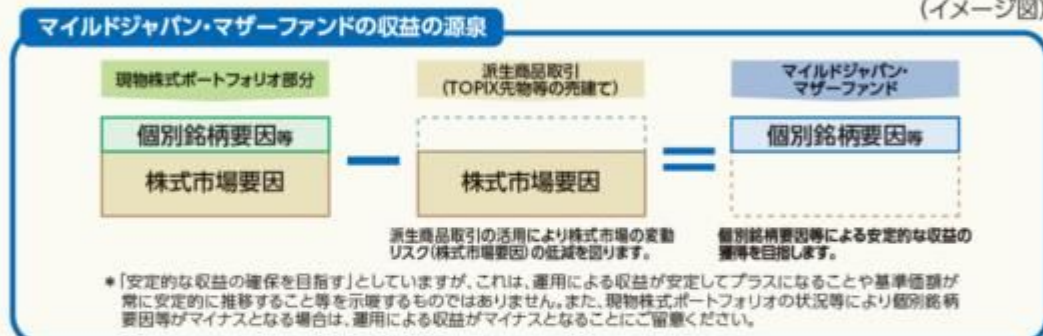 (イメージ図)
マイルドジャパン・マザーファンドの収益の源泉
現物株式ポートフォリオ部分
派生商品取引
(TOPIX先物等の売建て)
マイルドジャパン・
マザーファンド
個別銘柄要因等
株式市場要因
株式市場要因
個別銘柄要因等
派生商品取引の活用により株式市場の変動
リスク(株式市場要因)の低減を図ります。
個別銘柄要因等による安定的な収益の
獲得を目指します。
*「安定的な収益の確保を目指す」としていますが、これは、運用による収益が安定してプラスになることや基準価額が
常に安定的に推移すること等を示唆するものではありません。また、現物株式ポートフォリオの状況等により個別銘柄
要因等がマイナスとなる場合は、運用による収益がマイナスとなることにご留意ください。